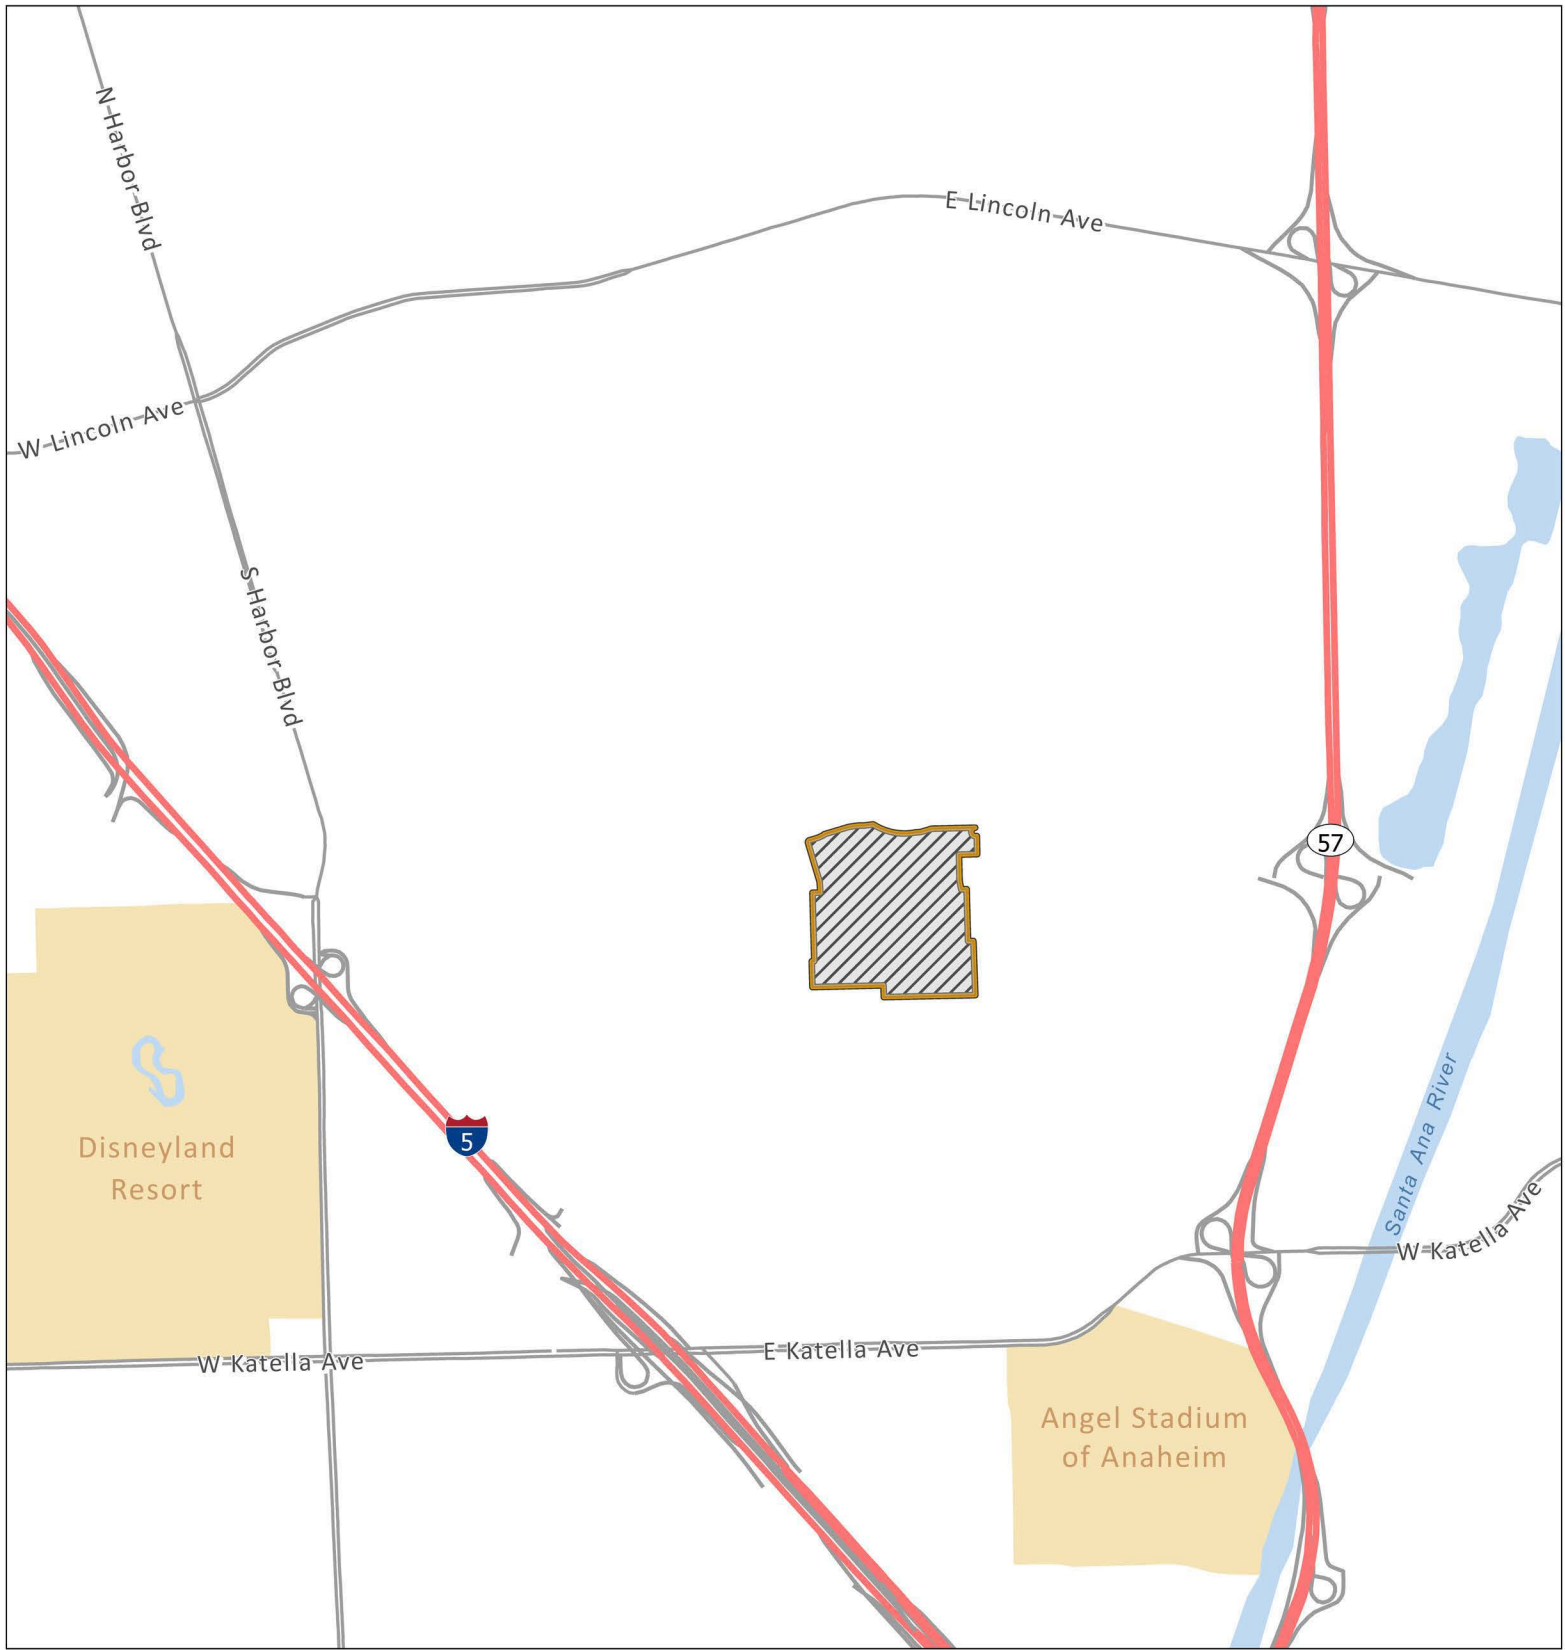 N Harbor Blvd
E Lincoln Ave
W Lincoln Ave
S Harbor Blvd
57
Santa Ana River
5
Disneyland
Resort
W Katella Ave
E Katella Ave
W Katella Ave
Angel Stadium
of Anaheim